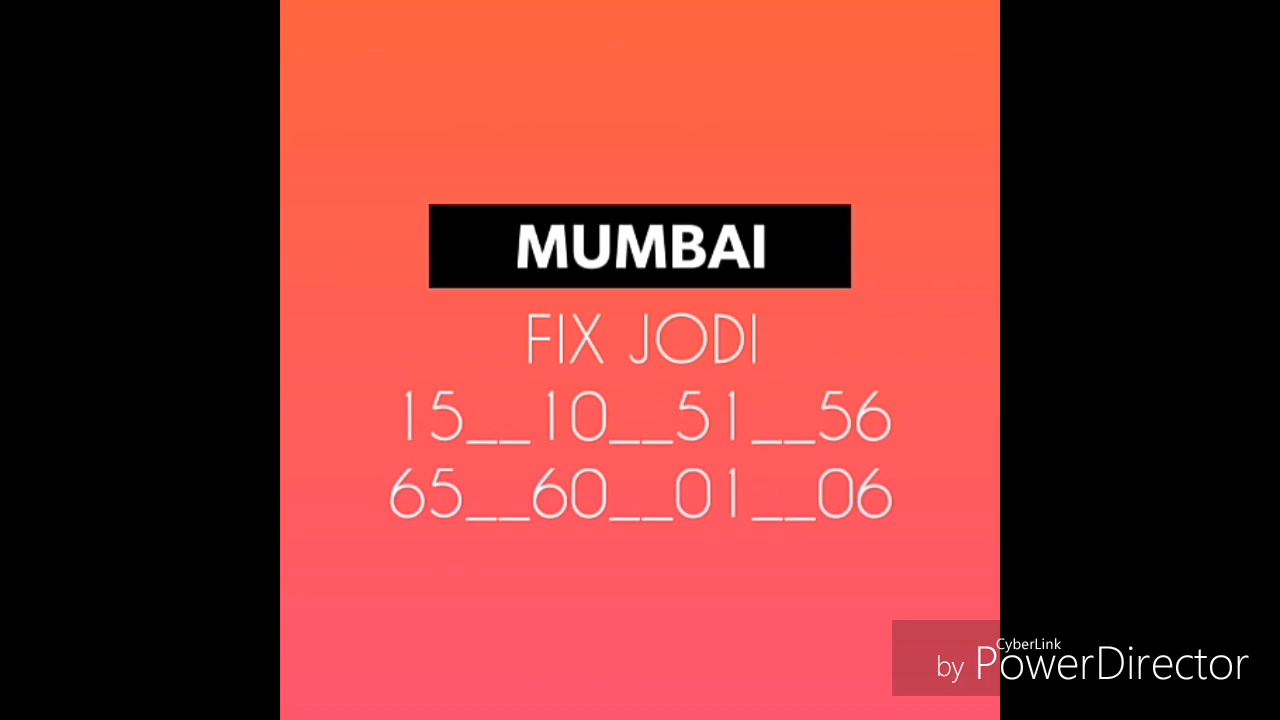 MUMBAI
FIX JODI
15__10__51__56
65__60__01__06
CyberLink
by PowerDirector